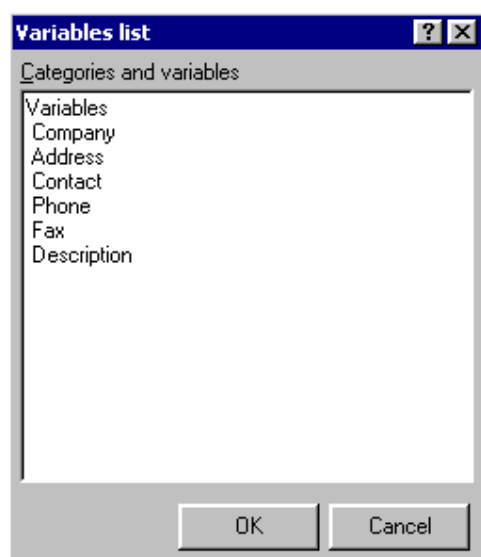 Variables list
Categories and variables
Variables
Company
Address
Contact
Phone
Fax
Description
OK Cancel